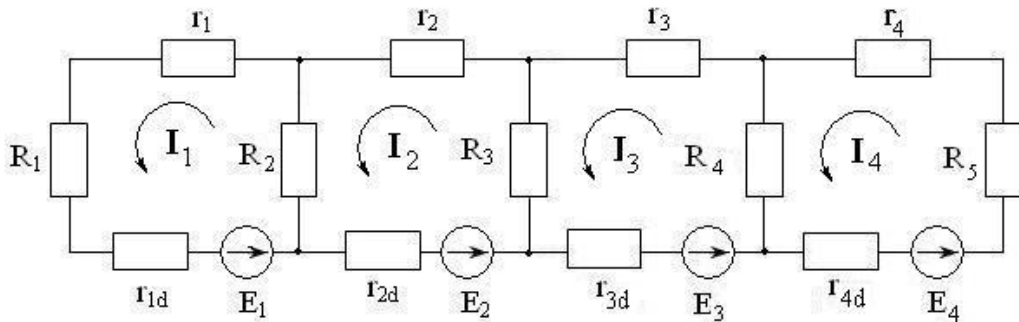 r₁ r₂ r₃ r₄
R₁ I₁ R₂ I₂ R₃ I₃ R₄ I₄ R₅
r₁d E₁ r₂d E₂ r₃d E₃ r₄d E₄